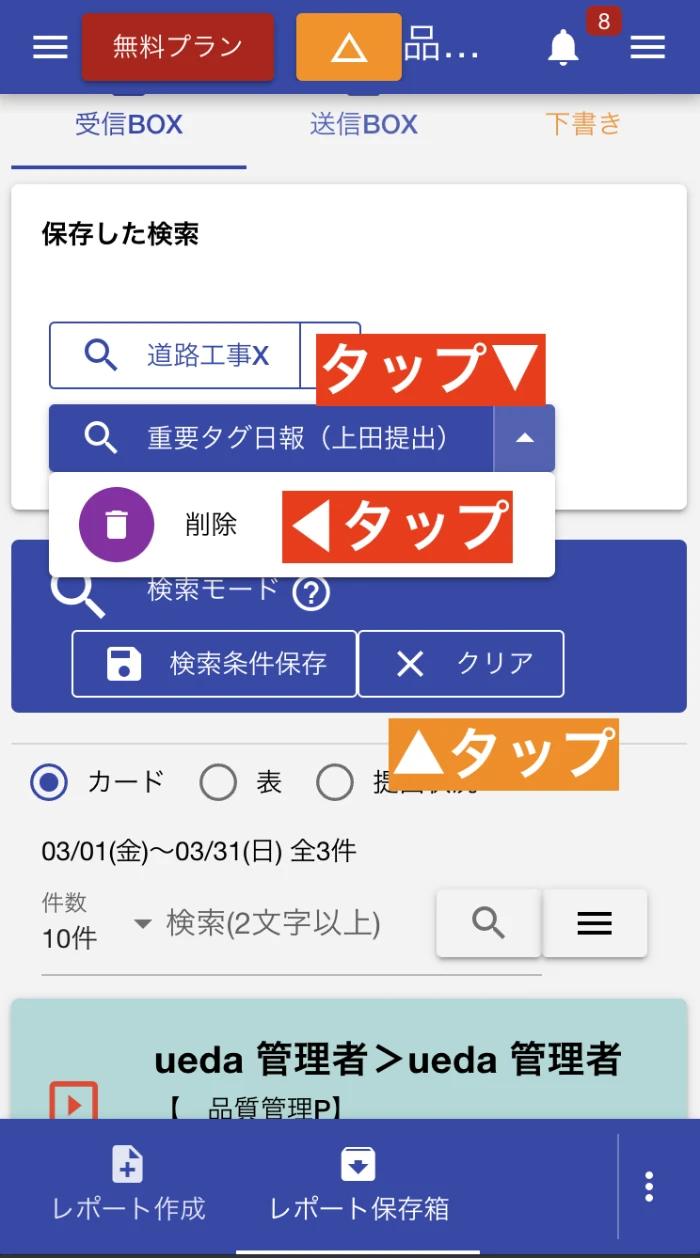 無料プラン
品...
8
受信BOX
送信BOX
下書き
保存した検索
道路工事X
タップ▼
重要タグ日報（上田提出）
削除
◀タップ
検索モード
検索条件保存
クリア
▲タップ
カード
表
03/01(金)〜03/31(日) 全3件
件数
10件
検索(2文字以上)
ueda 管理者＞ueda 管理者
【　品質管理P】
レポート作成
レポート保存箱